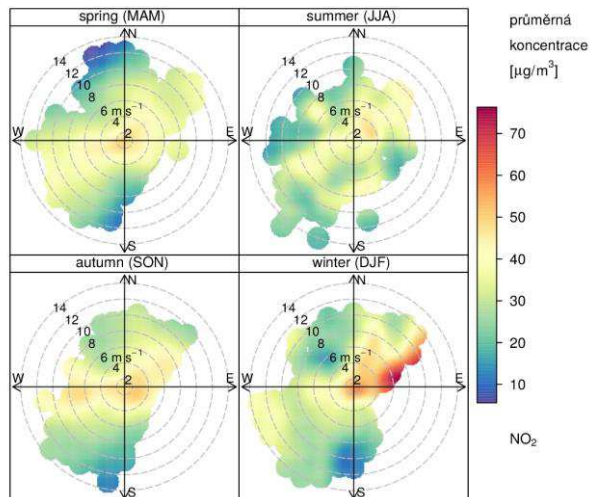 spring (MAM)
N
14
12
10
8
6 m s⁻¹
4
2
W
E
S
summer (JJA)
N
14
12
10
8
6 m s⁻¹
4
2
W
E
S
autumn (SON)
N
14
12
10
8
6 m s⁻¹
4
2
W
E
S
winter (DJF)
N
14
12
10
8
6 m s⁻¹
4
2
W
E
S
průměrná
koncentrace
[μg/m³]
70
60
50
40
30
20
10
NO₂